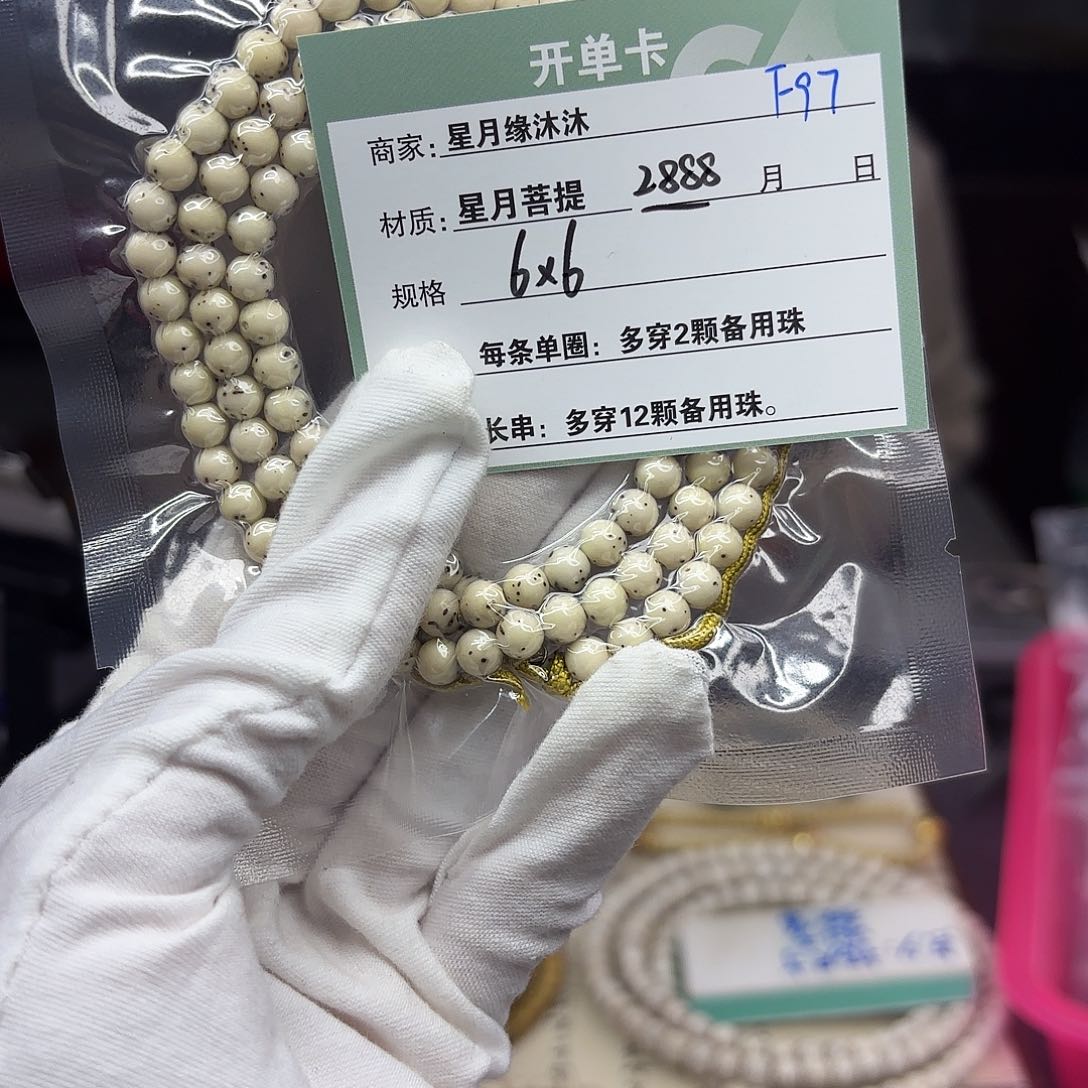 开单卡
F97
商家：星月缘沐沐
材质：星月菩提 2888 月 日
规格 6x6
每条单圈：多穿2颗备用珠
长串：多穿12颗备用珠。